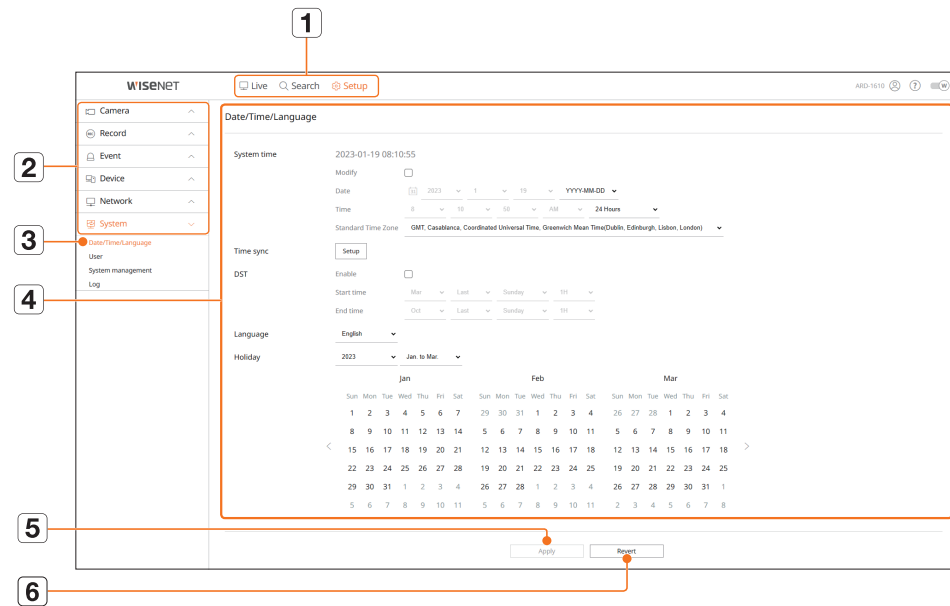 1
WISENET
Live Search Setup
ARD-1610 ? W
Camera
Record
Event
Device
Network
System
Date/Time/Language
User
System management
Log
2
3
4
Date/Time/Language
System time 2023-01-19 08:10:55
Modify
Date 2023 1 19 YYYY-MM-DD
Time 8 10 50 AM 24 Hours
Standard Time Zone GMT, Casablanca, Coordinated Universal Time, Greenwich Mean Time(Dublin, Edinburgh, Lisbon, London)
Time sync Setup
DST Enable
Start time Mar Last Sunday 1H
End time Oct Last Sunday 1H
Language English
Holiday 2023 Jan. to Mar.
Jan Feb Mar
Sun Mon Tue Wed Thu Fri Sat Sun Mon Tue Wed Thu Fri Sat Sun Mon Tue Wed Thu Fri Sat
1 2 3 4 5 6 7 29 30 31 1 2 3 4 26 27 28 1 2 3 4
8 9 10 11 12 13 14 5 6 7 8 9 10 11 5 6 7 8 9 10 11
15 16 17 18 19 20 21 12 13 14 15 16 17 18 12 13 14 15 16 17 18
22 23 24 25 26 27 28 19 20 21 22 23 24 25 19 20 21 22 23 24 25
29 30 31 1 2 3 4 26 27 28 1 2 3 4 26 27 28 29 30 31 1
5 6 7 8 9 10 11 5 6 7 8 9 10 11 2 3 4 5 6 7 8
5
Apply Revert
6